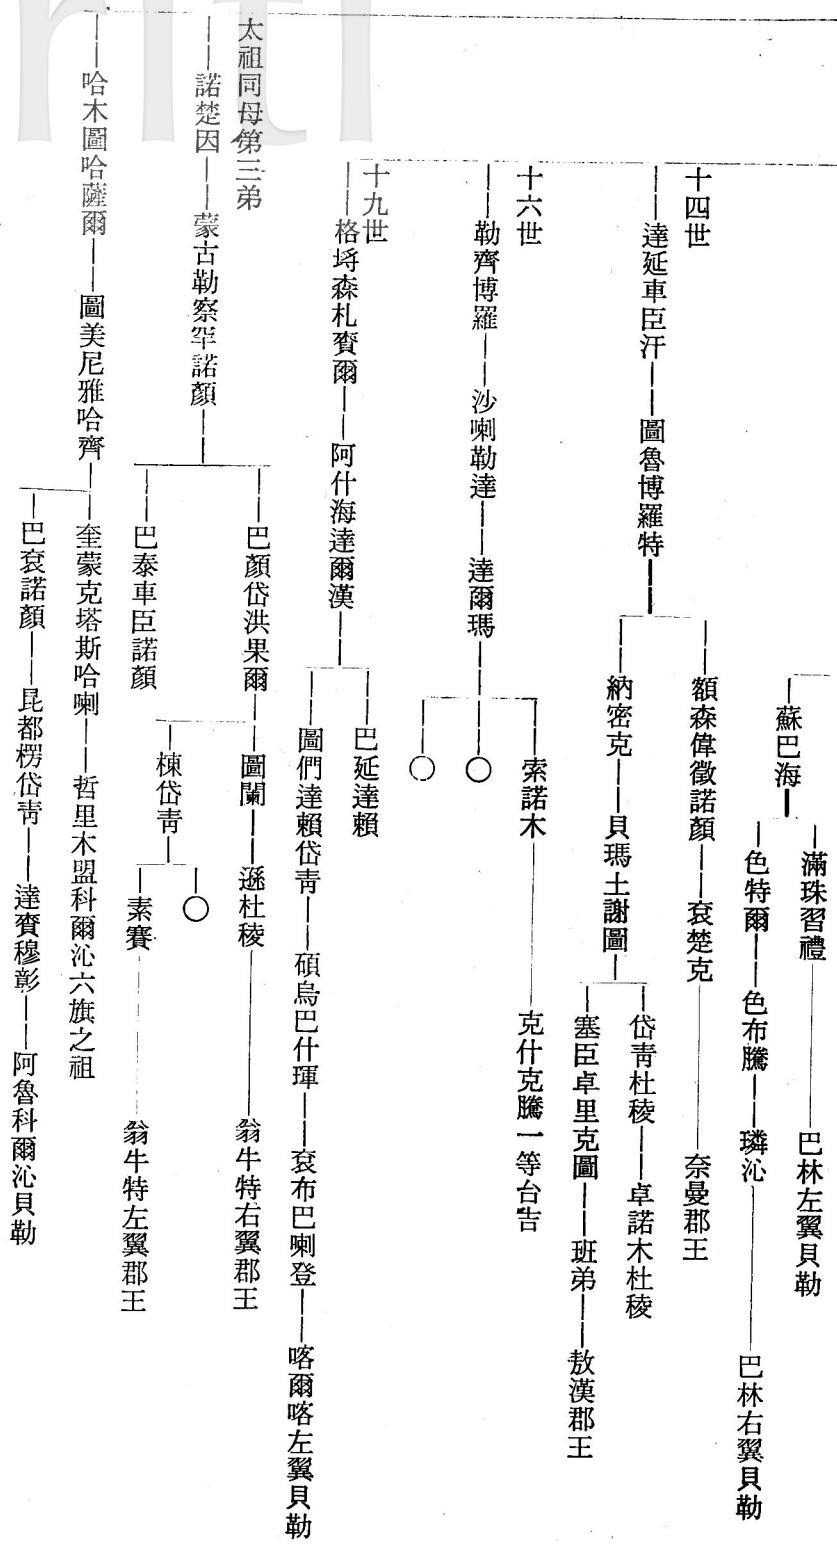 蘇巴海
滿珠習禮
巴林左翼貝勒
色特爾——色布騰——璘沁
巴林右翼貝勒
十四世
達延車臣汗——圖魯博羅特
額森偉徵諾顏——袞楚克
奈曼郡王
納密克——貝瑪土謝圖
岱青杜稜——卓諾木杜稜
塞臣卓里克圖——班弟——敖漢郡王
十六世
勒齊博羅——沙喇勒達——達爾瑪
索諾木
克什克騰一等台吉
〇
〇
十九世
格埓森札賚爾——阿什海達爾漢
巴延達賴
圖們達賴岱青——碩烏巴什琿——袞布巴喇登——喀爾喀左翼貝勒
太祖同母第三弟
諾楚因——蒙古勒察罕諾顏
巴顏岱洪果爾
圖闌——遜杜稜
翁牛特右翼郡王
棟岱青
〇
素賽
翁牛特左翼郡王
巴泰車臣諾顏
哈木圖哈薩爾——圖美尼雅哈齊
奎蒙克塔斯哈喇——哲里木盟科爾沁六旗之祖
巴袞諾顏——昆都楞岱青——達賚穆彰——阿魯科爾沁貝勒